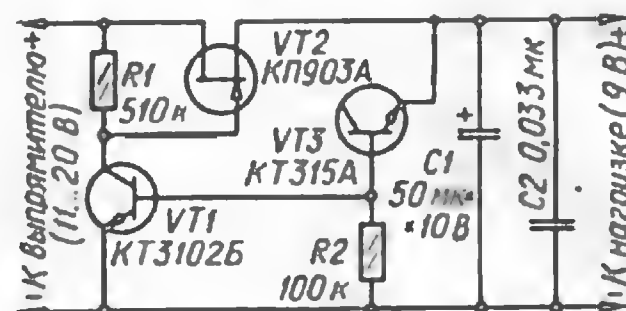 К выпрямителю +
(11...20 В)
R1
510 к
VT2
КП903А
VT3
КТ315А
VT1
КТ3102Б
R2
100 к
+
C1
50 мк×
×10В
C2 0,033 мк
К нагрузке (9 В) +